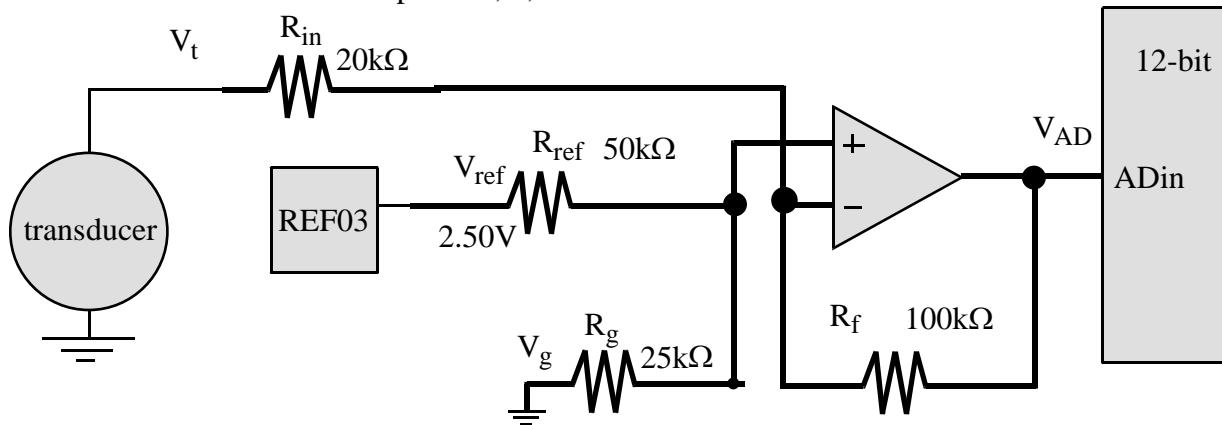 R_in
V_t
20kΩ
12-bit
V_AD
R_ref 50kΩ
V_ref
+
ADin
REF03
transducer
2.50V
−
R_g
R_f 100kΩ
V_g
25kΩ